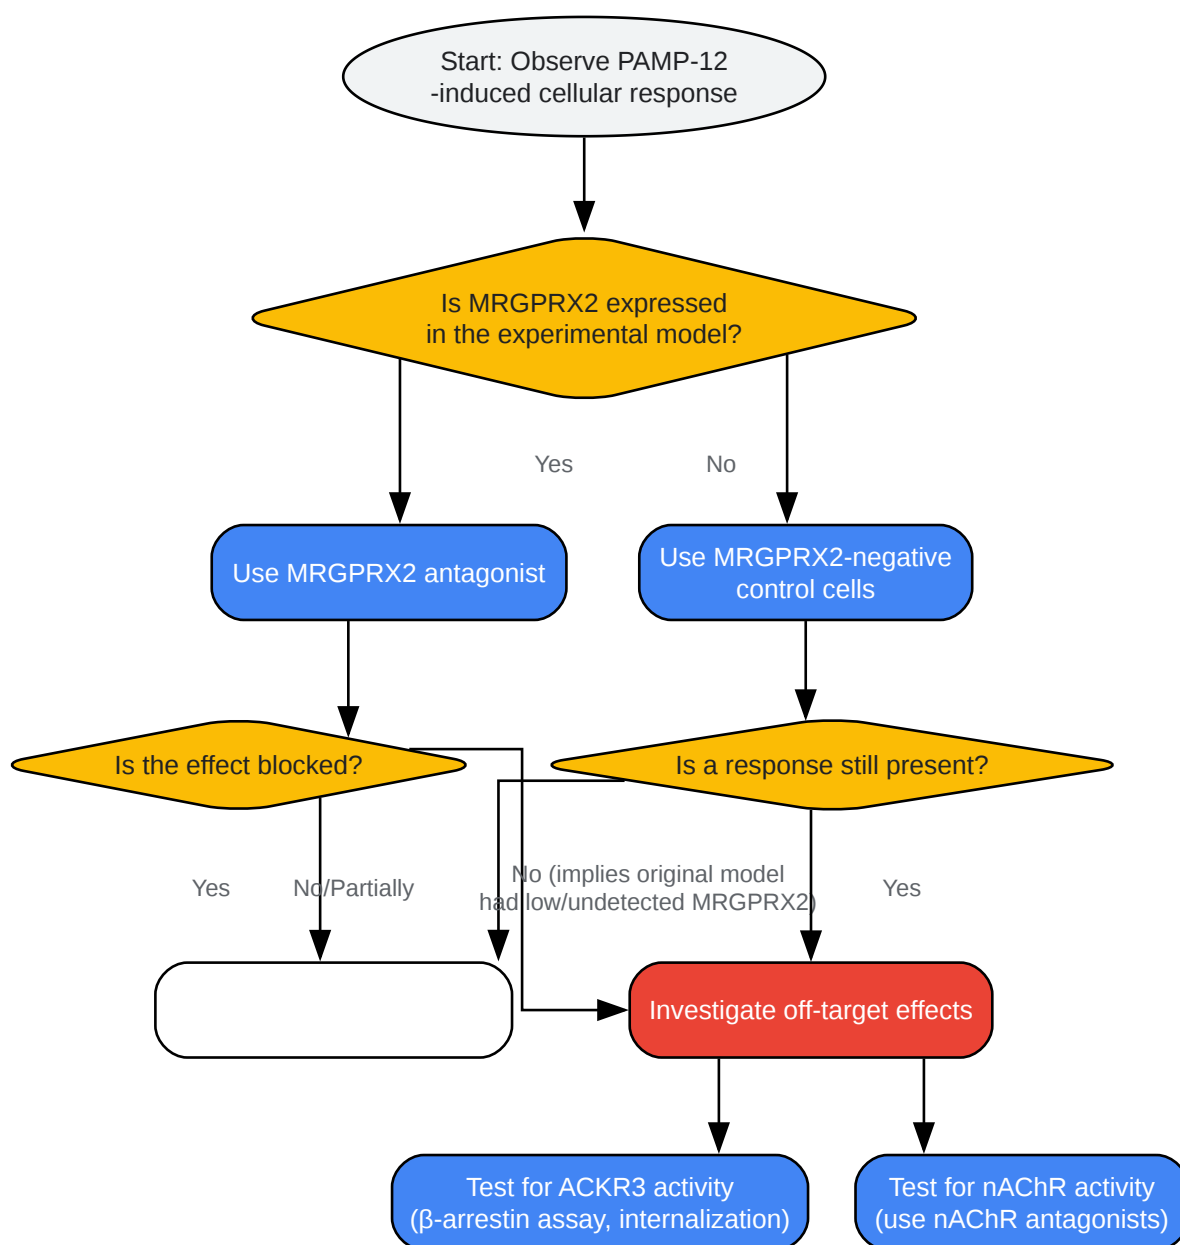 Start: Observe PAMP-12
-induced cellular response
Is MRGPRX2 expressed
in the experimental model?
Yes
No
Use MRGPRX2 antagonist
Use MRGPRX2-negative
control cells
Is the effect blocked?
Is a response still present?
Yes
No/Partially
No (implies original model
had low/undetected MRGPRX2)
Yes
Investigate off-target effects
Test for ACKR3 activity
(β-arrestin assay, internalization)
Test for nAChR activity
(use nAChR antagonists)